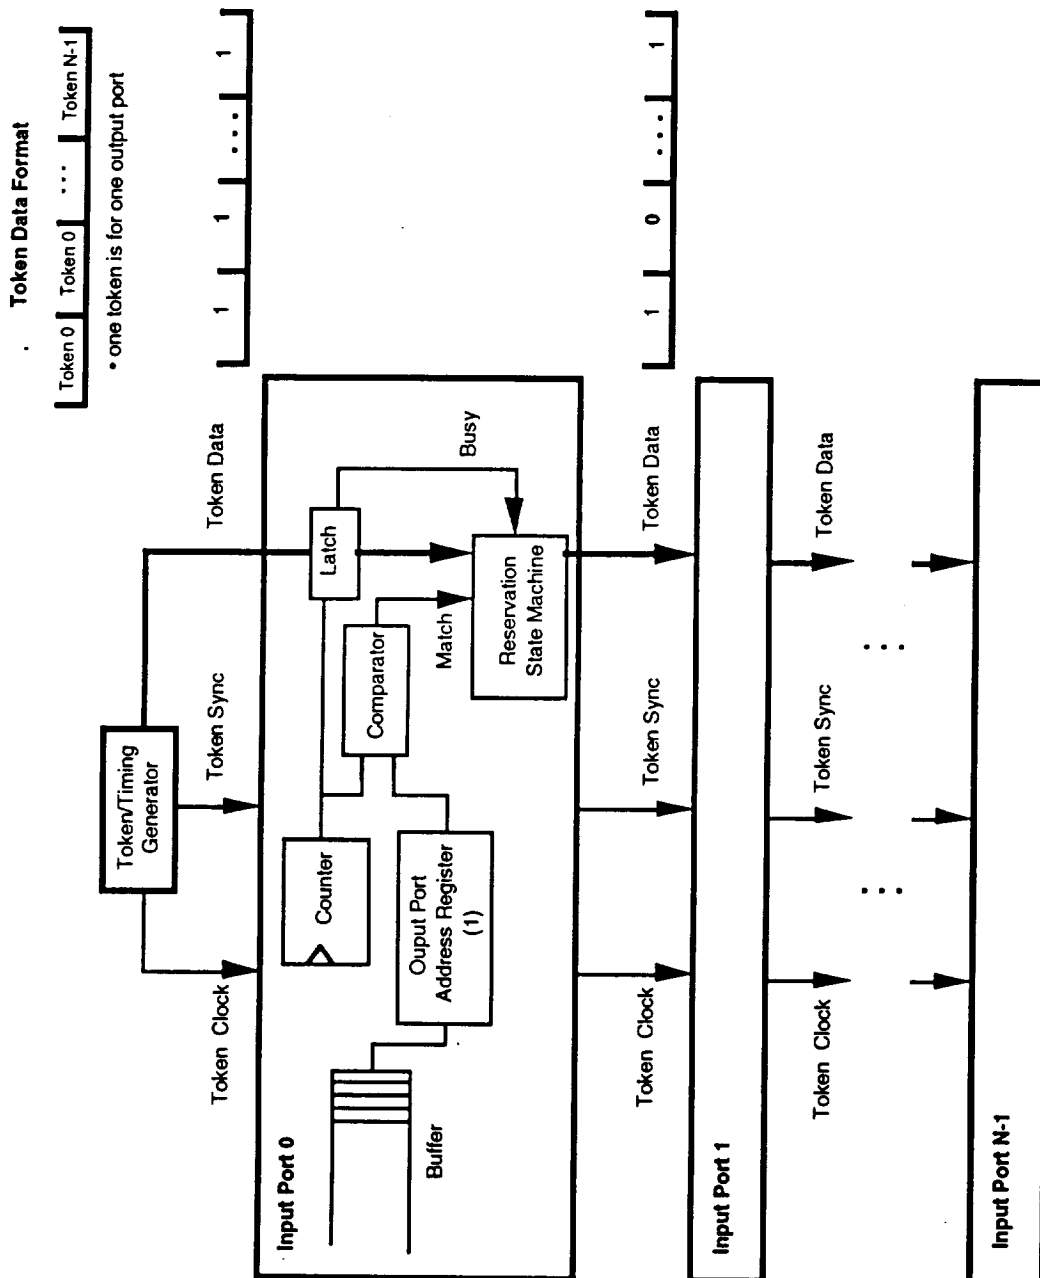 Token Data Format
Token 0 Token 0 ... Token N-1
• one token is for one output port
1 1 ... 1
Token/Timing
Generator
Token Clock
Token Sync
Token Data
Input Port 0
Buffer
Counter
Ouput Port
Address Register
(1)
Comparator
Latch
Match
Busy
Reservation
State Machine
1 0 ... 1
Token Clock
Token Sync
Token Data
Input Port 1
Token Clock
Token Sync
Token Data
... ...
Input Port N-1